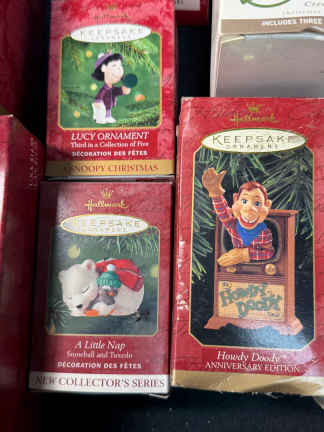 Hallmark
KEEPSAKE
ORNAMENT
LUCY ORNAMENT
Third in a Collection of Five
DÉCORATION DES FÊTES
SNOOPY CHRISTMAS
INCLUDES THREE
Hallmark
KEEPSAKE
ORNAMENT
A Little Nap
Snowball and Tuxedo
DÉCORATION DES FÊTES
NEW COLLECTOR'S SERIES
Hallmark
KEEPSAKE
ORNAMENT
Howdy Doody
Howdy Doody™
ANNIVERSARY EDITION